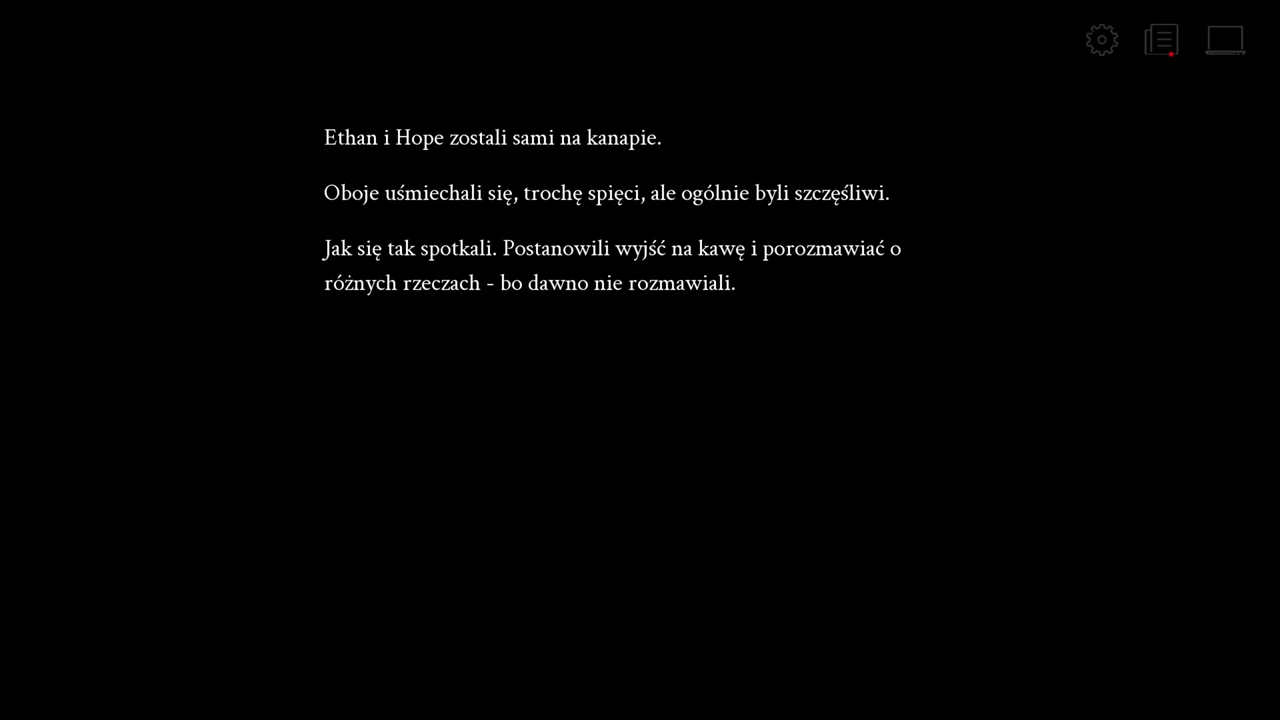 Ethan i Hope zostali sami na kanapie.
Oboje uśmiechali się, trochę spięci, ale ogólnie byli szczęśliwi.
Jak się tak spotkali. Postanowili wyjść na kawę i porozmawiać o
różnych rzeczach - bo dawno nie rozmawiali.